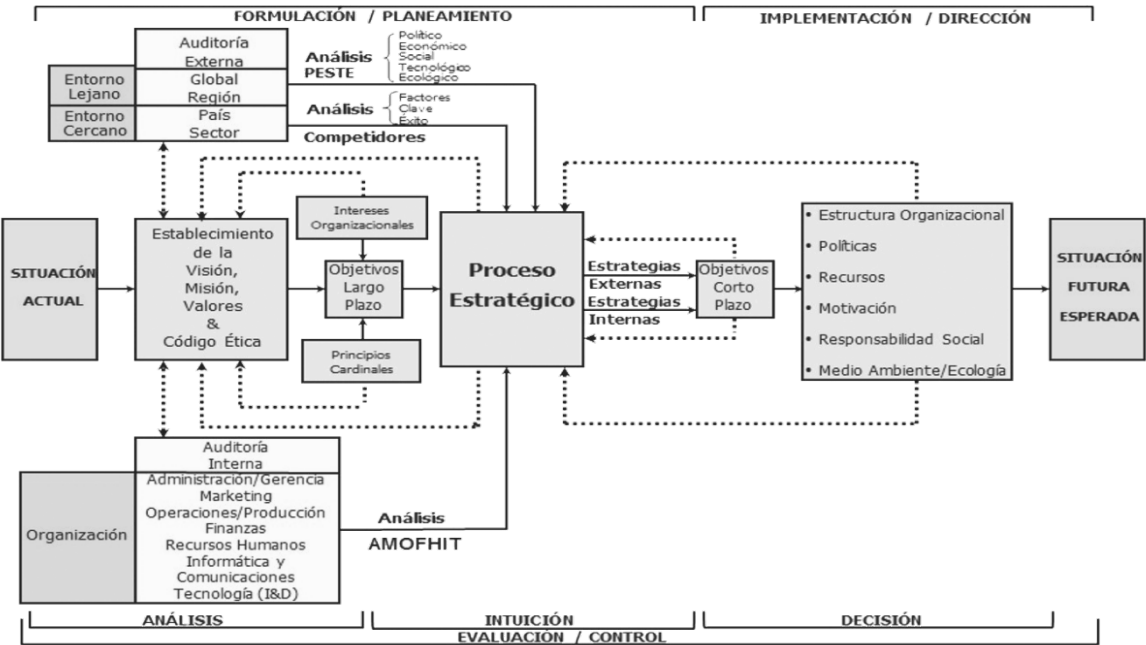 FORMULACIÓN / PLANEAMIENTO
IMPLEMENTACIÓN / DIRECCIÓN
Auditoría
Externa
Entorno
Lejano
Global
Región
Entorno
Cercano
País
Sector
Análisis
PESTE
Político
Económico
Social
Tecnológico
Ecológico
Análisis
Competidores
Factores
Clave
Éxito
SITUACIÓN
ACTUAL
Establecimiento
de la
Visión,
Misión,
Valores
&
Código Ética
Intereses
Organizacionales
Objetivos
Largo
Plazo
Principios
Cardinales
Proceso
Estratégico
Estrategias
Externas
Estrategias
Internas
Objetivos
Corto
Plazo
• Estructura Organizacional
• Políticas
• Recursos
• Motivación
• Responsabilidad Social
• Medio Ambiente/Ecología
SITUACIÓN
FUTURA
ESPERADA
Auditoría
Interna
Organización
Administración/Gerencia
Marketing
Operaciones/Producción
Finanzas
Recursos Humanos
Informática y
Comunicaciones
Tecnología (I&D)
Análisis
AMOFHIT
ANÁLISIS
INTUICIÓN
DECISIÓN
EVALUACIÓN / CONTROL